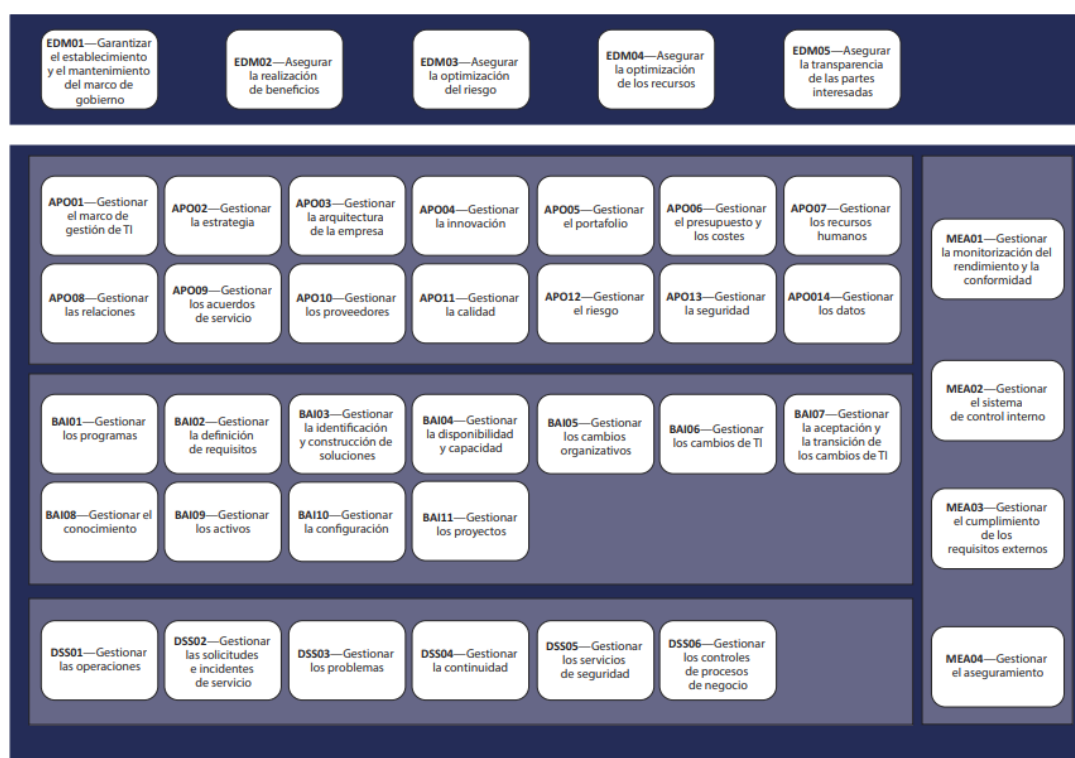 EDM01—Garantizar
el establecimiento
y el mantenimiento
del marco de
gobierno
EDM02—Asegurar
la realización
de beneficios
EDM03—Asegurar
la optimización
del riesgo
EDM04—Asegurar
la optimización
de los recursos
EDM05—Asegurar
la transparencia
de las partes
interesadas
APO01—Gestionar
el marco de
gestión de TI
APO02—Gestionar
la estrategia
APO03—Gestionar
la arquitectura
de la empresa
APO04—Gestionar
la innovación
APO05—Gestionar
el portafolio
APO06—Gestionar
el presupuesto y
los costes
APO07—Gestionar
los recursos
humanos
APO08—Gestionar
las relaciones
APO09—Gestionar
los acuerdos
de servicio
APO10—Gestionar
los proveedores
APO11—Gestionar
la calidad
APO12—Gestionar
el riesgo
APO13—Gestionar
la seguridad
APO014—Gestionar
los datos
BAI01—Gestionar
los programas
BAI02—Gestionar
la definición
de requisitos
BAI03—Gestionar
la identificación
y construcción de
soluciones
BAI04—Gestionar
la disponibilidad
y capacidad
BAI05—Gestionar
los cambios
organizativos
BAI06—Gestionar
los cambios de TI
BAI07—Gestionar
la aceptación y
la transición de
los cambios de TI
BAI08—Gestionar el
conocimiento
BAI09—Gestionar
los activos
BAI10—Gestionar
la configuración
BAI11—Gestionar
los proyectos
DSS01—Gestionar
las operaciones
DSS02—Gestionar
las solicitudes
e incidentes
de servicio
DSS03—Gestionar
los problemas
DSS04—Gestionar
la continuidad
DSS05—Gestionar
los servicios
de seguridad
DSS06—Gestionar
los controles
de procesos
de negocio
MEA01—Gestionar
la monitorización del
rendimiento y la
conformidad
MEA02—Gestionar
el sistema
de control interno
MEA03—Gestionar
el cumplimiento
de los
requisitos externos
MEA04—Gestionar
el aseguramiento